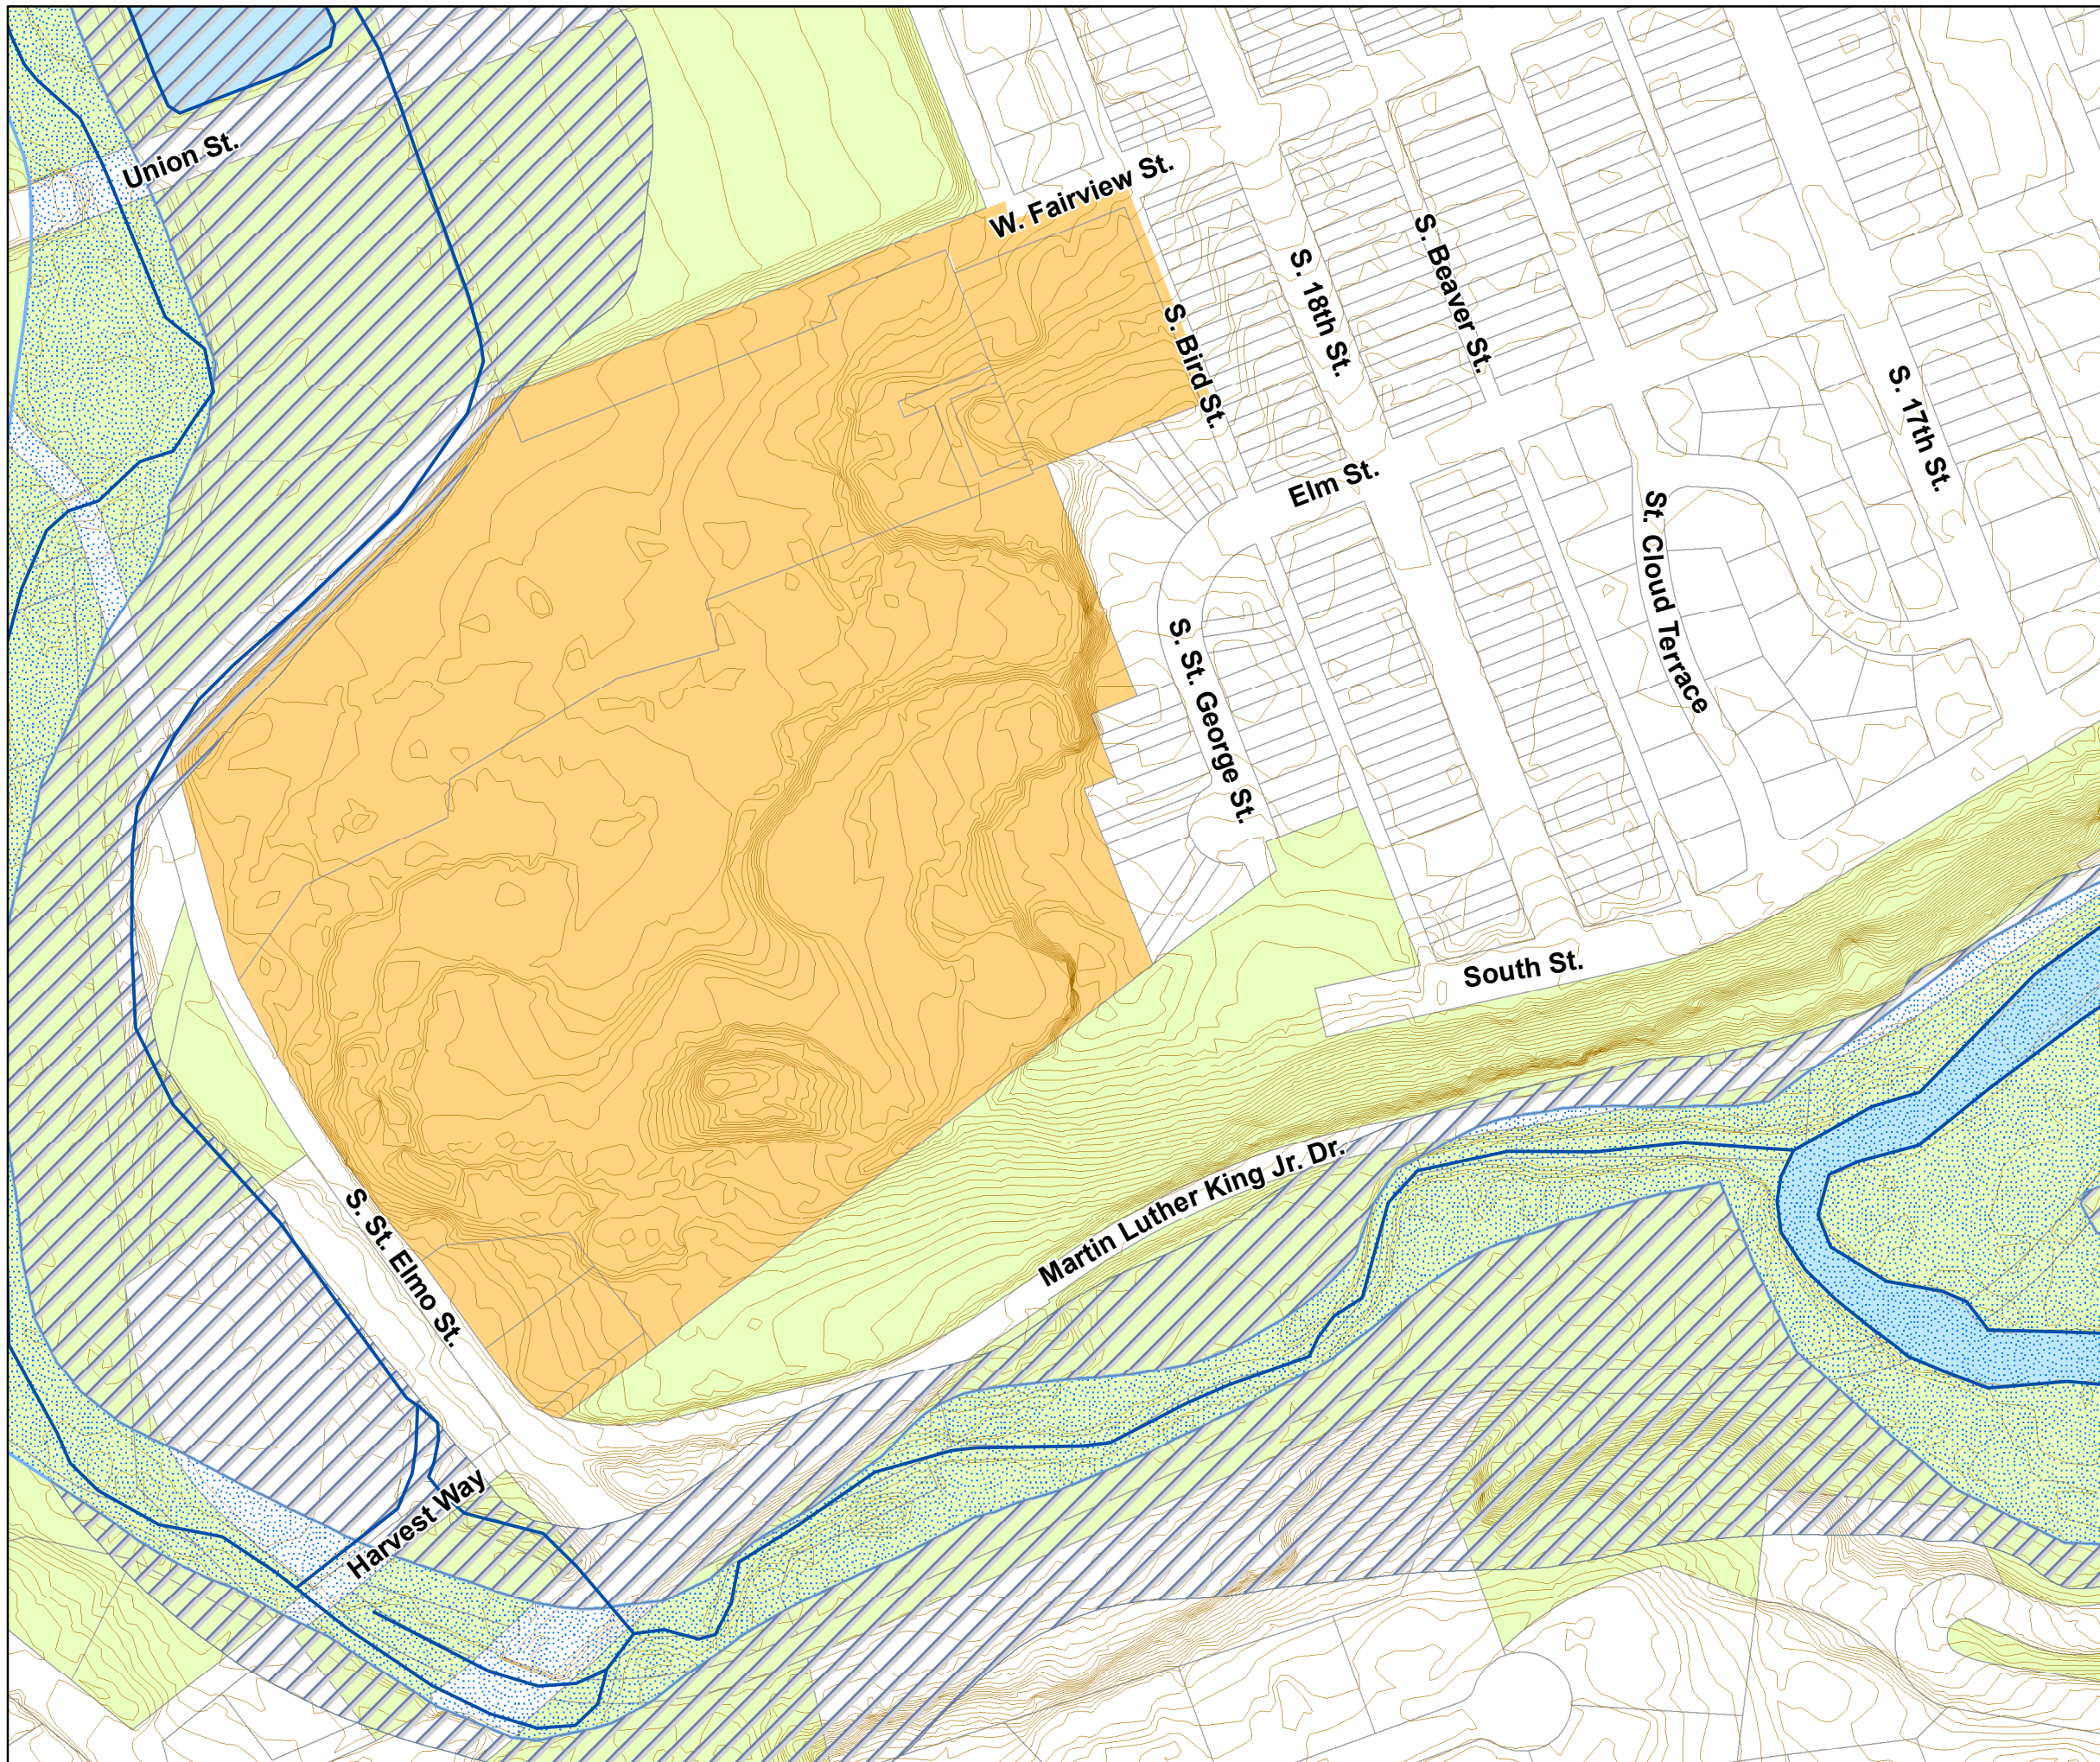 Union St.
W. Fairview St.
S. Bird St.
S. 18th St.
S. Beaver St.
S. 17th St.
Elm St.
St. Cloud Terrace
S. St. George St.
South St.
Martin Luther King Jr. Dr.
S. St. Elmo St.
Harvest Way